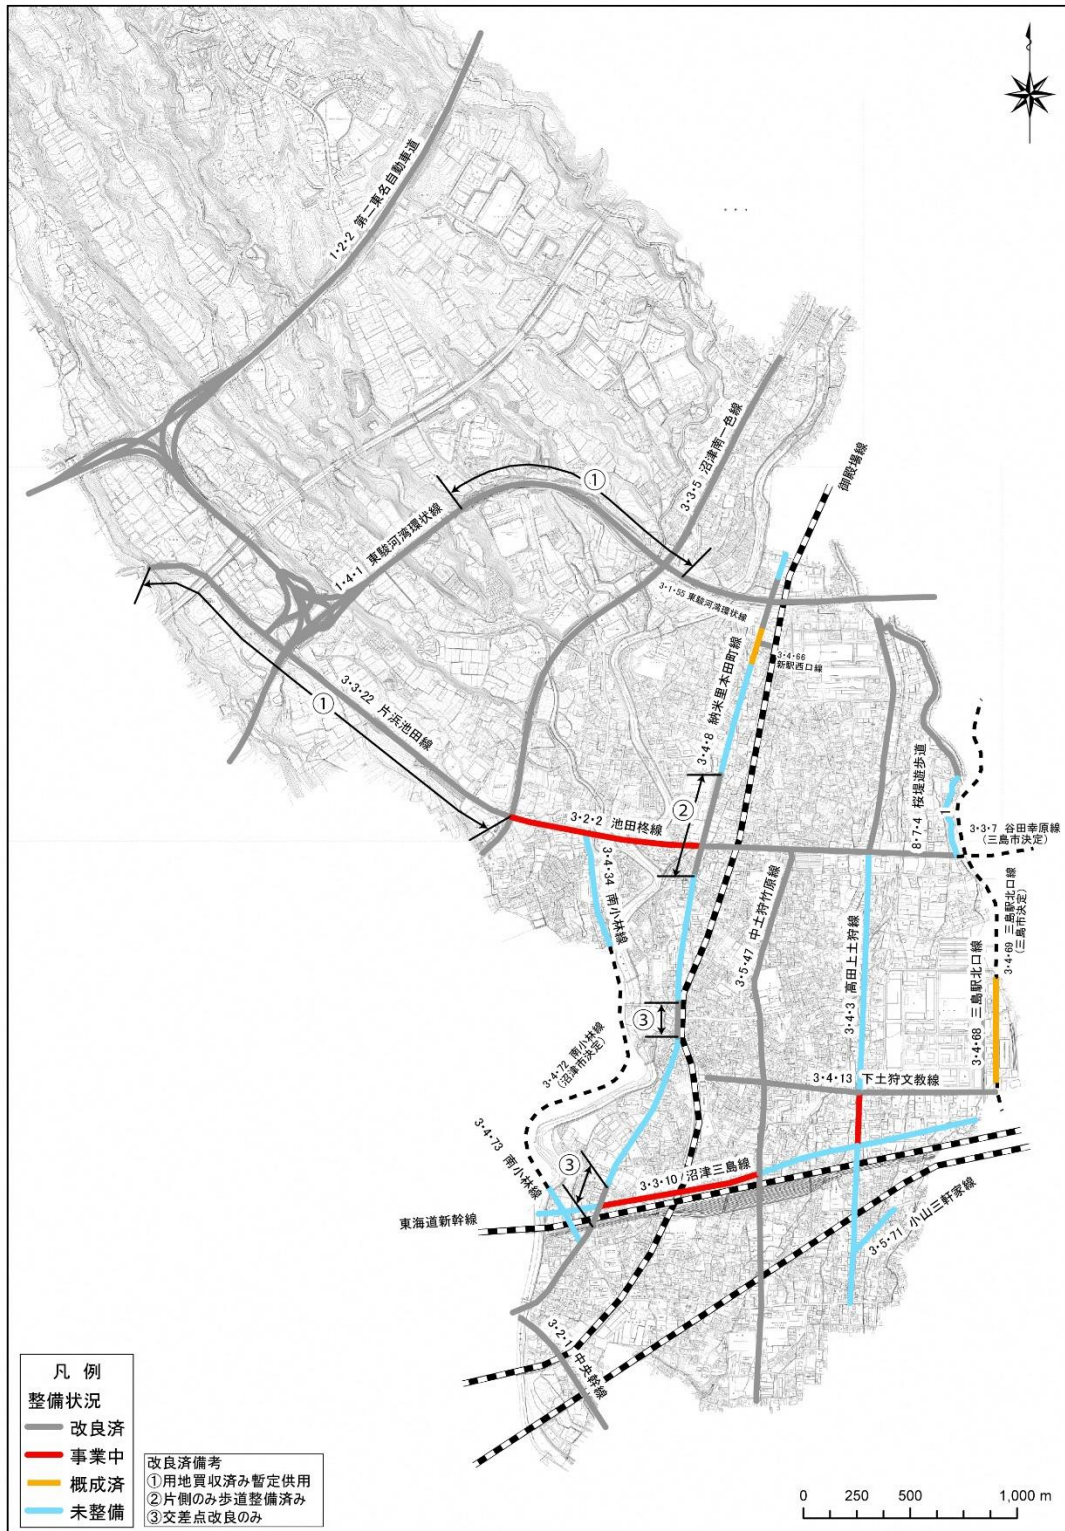 1・2・2 第二東名自動車道
御殿場線
3・3・5 沼津南一色線
①
1・4・1 東駿河湾環状線
3・1・55 東駿河湾環状線
3・4・66
新駅西口線
3・4・8 納米里本田町線
3・3・22 片浜池田線
①
②
8・7・4 桜堤遊歩道
1
3・2・2 池田柊線
3・3・7 谷田幸原線
(三島市決定)
3・4・34 南小林線
3・5・47 中土狩竹原線
3・4・3 高田上土狩線
3・4・69 三島駅北口線
(三島市決定)
3・4・68 三島駅北口線
③
3・4・72 南小林線
(沼津市決定)
3・4・13 下土狩文教線
3・4・73 南小林線
③
3・3・10 沼津三島線
東海道新幹線
3・5・71 小山三軒家線
3・2・1 中央幹線
凡 例
整備状況
改良済
事業中
概成済
未整備
改良済備考
①用地買収済み暫定供用
②片側のみ歩道整備済み
③交差点改良のみ
0 250 500 1,000 m